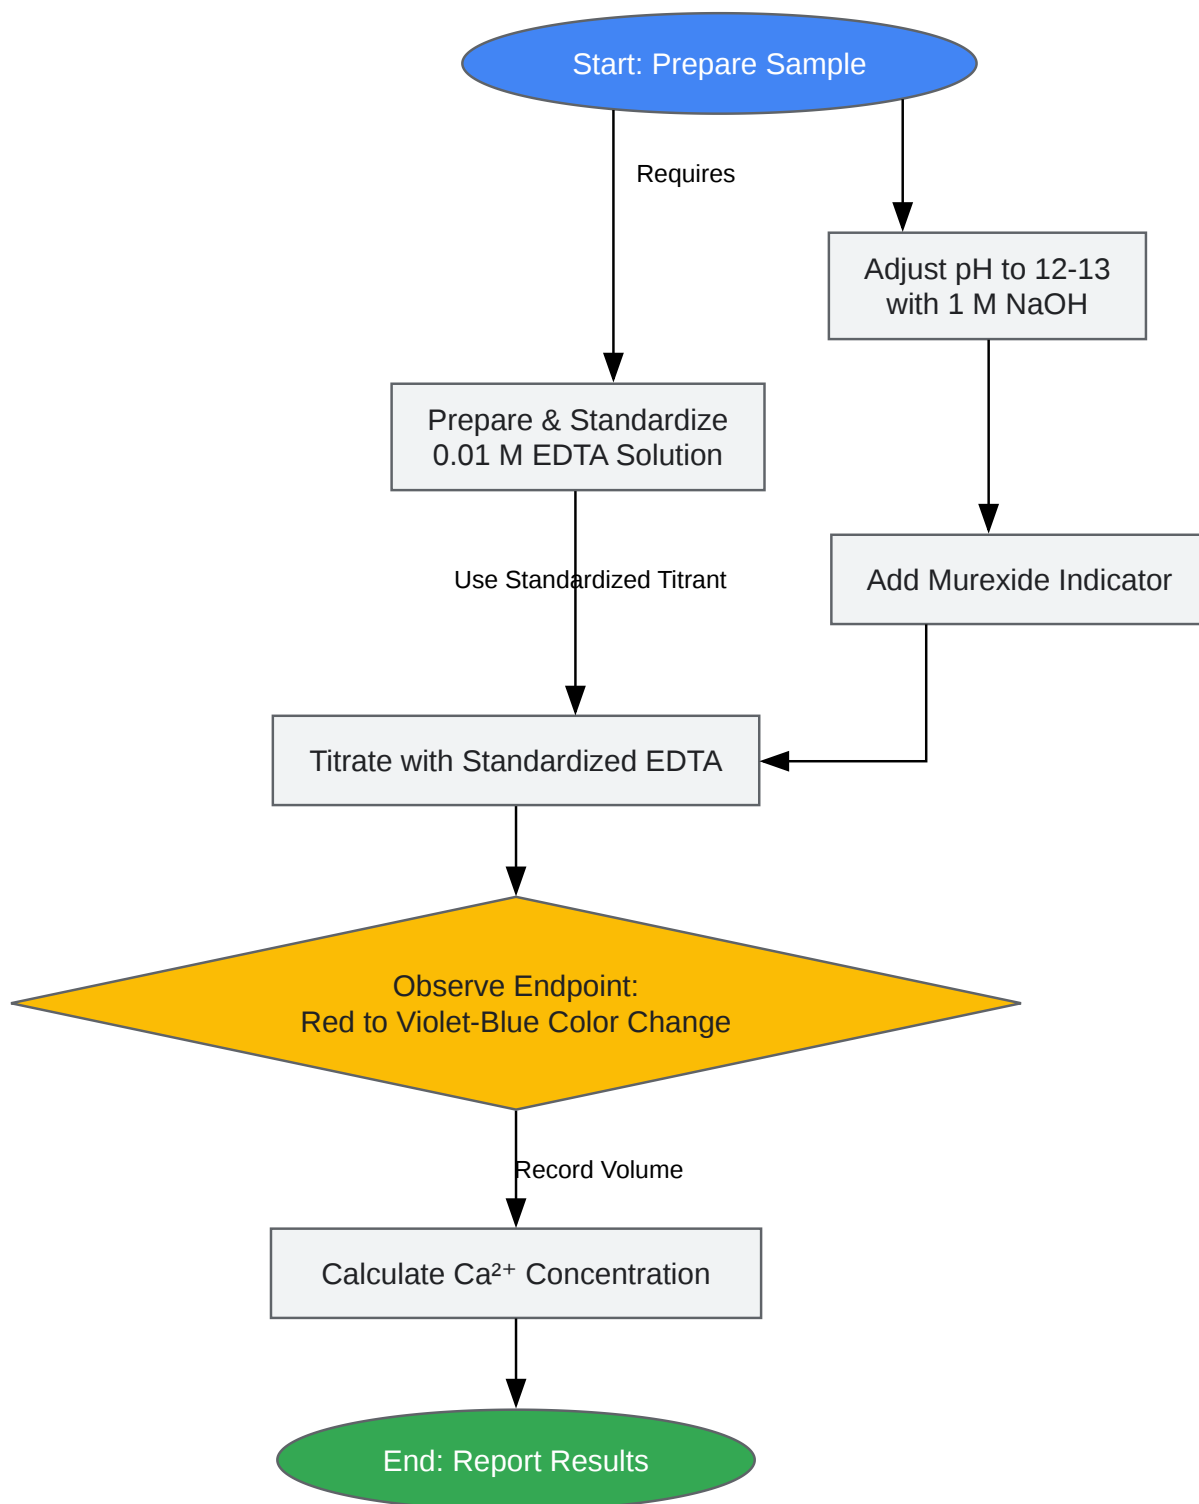 Start: Prepare Sample
Requires
Adjust pH to 12-13
with 1 M NaOH
Prepare & Standardize
0.01 M EDTA Solution
Use Standardized Titrant
Add Murexide Indicator
Titrate with Standardized EDTA
Observe Endpoint:
Red to Violet-Blue Color Change
Record Volume
Calculate Ca²⁺ Concentration
End: Report Results